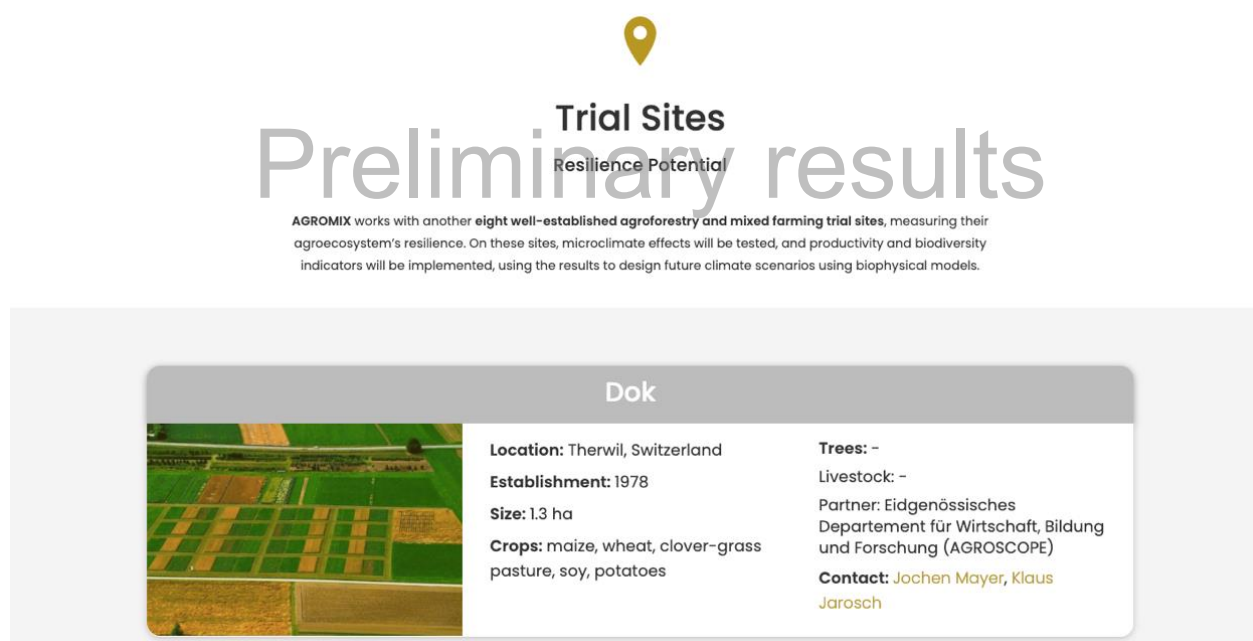 Trial Sites
Preliminary results
Resilience Potential
AGROMIX works with another eight well-established agroforestry and mixed farming trial sites, measuring their
agroecosystem's resilience. On these sites, microclimate effects will be tested, and productivity and biodiversity
indicators will be implemented, using the results to design future climate scenarios using biophysical models.
Dok
Location: Therwil, Switzerland
Establishment: 1978
Size: 1.3 ha
Crops: maize, wheat, clover-grass
pasture, soy, potatoes
Trees: -
Livestock: -
Partner: Eidgenössisches
Departement für Wirtschaft, Bildung
und Forschung (AGROSCOPE)
Contact: Jochen Mayer, Klaus
Jarosch